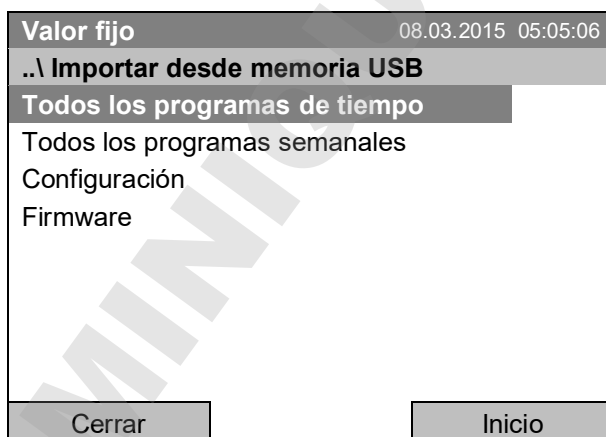 Valor fijo 08.03.2015 05:05:06
..\ Importar desde memoria USB
Todos los programas de tiempo
Todos los programas semanales
Configuración
Firmware
Cerrar Inicio